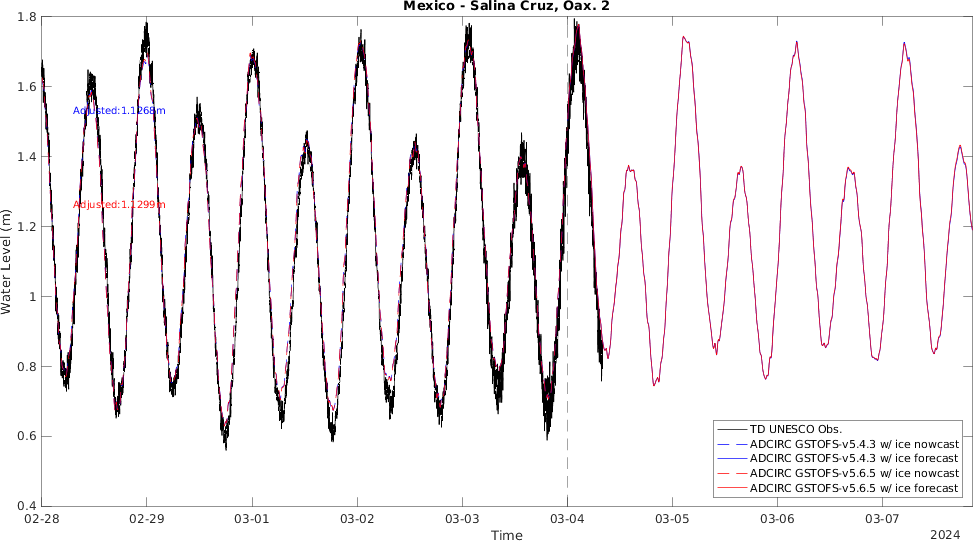 Mexico - Salina Cruz, Oax. 2
1.8
1.6
1.4
1.2
1
0.8
0.6
0.4
Water Level (m)
Adjusted:1.1268m
Adjusted:1.1299m
TD UNESCO Obs.
ADCIRC GSTOFS-v5.4.3 w/ ice nowcast
ADCIRC GSTOFS-v5.4.3 w/ ice forecast
ADCIRC GSTOFS-v5.6.5 w/ ice nowcast
ADCIRC GSTOFS-v5.6.5 w/ ice forecast
02-28 02-29 03-01 03-02 03-03 03-04 03-05 03-06 03-07
Time
2024